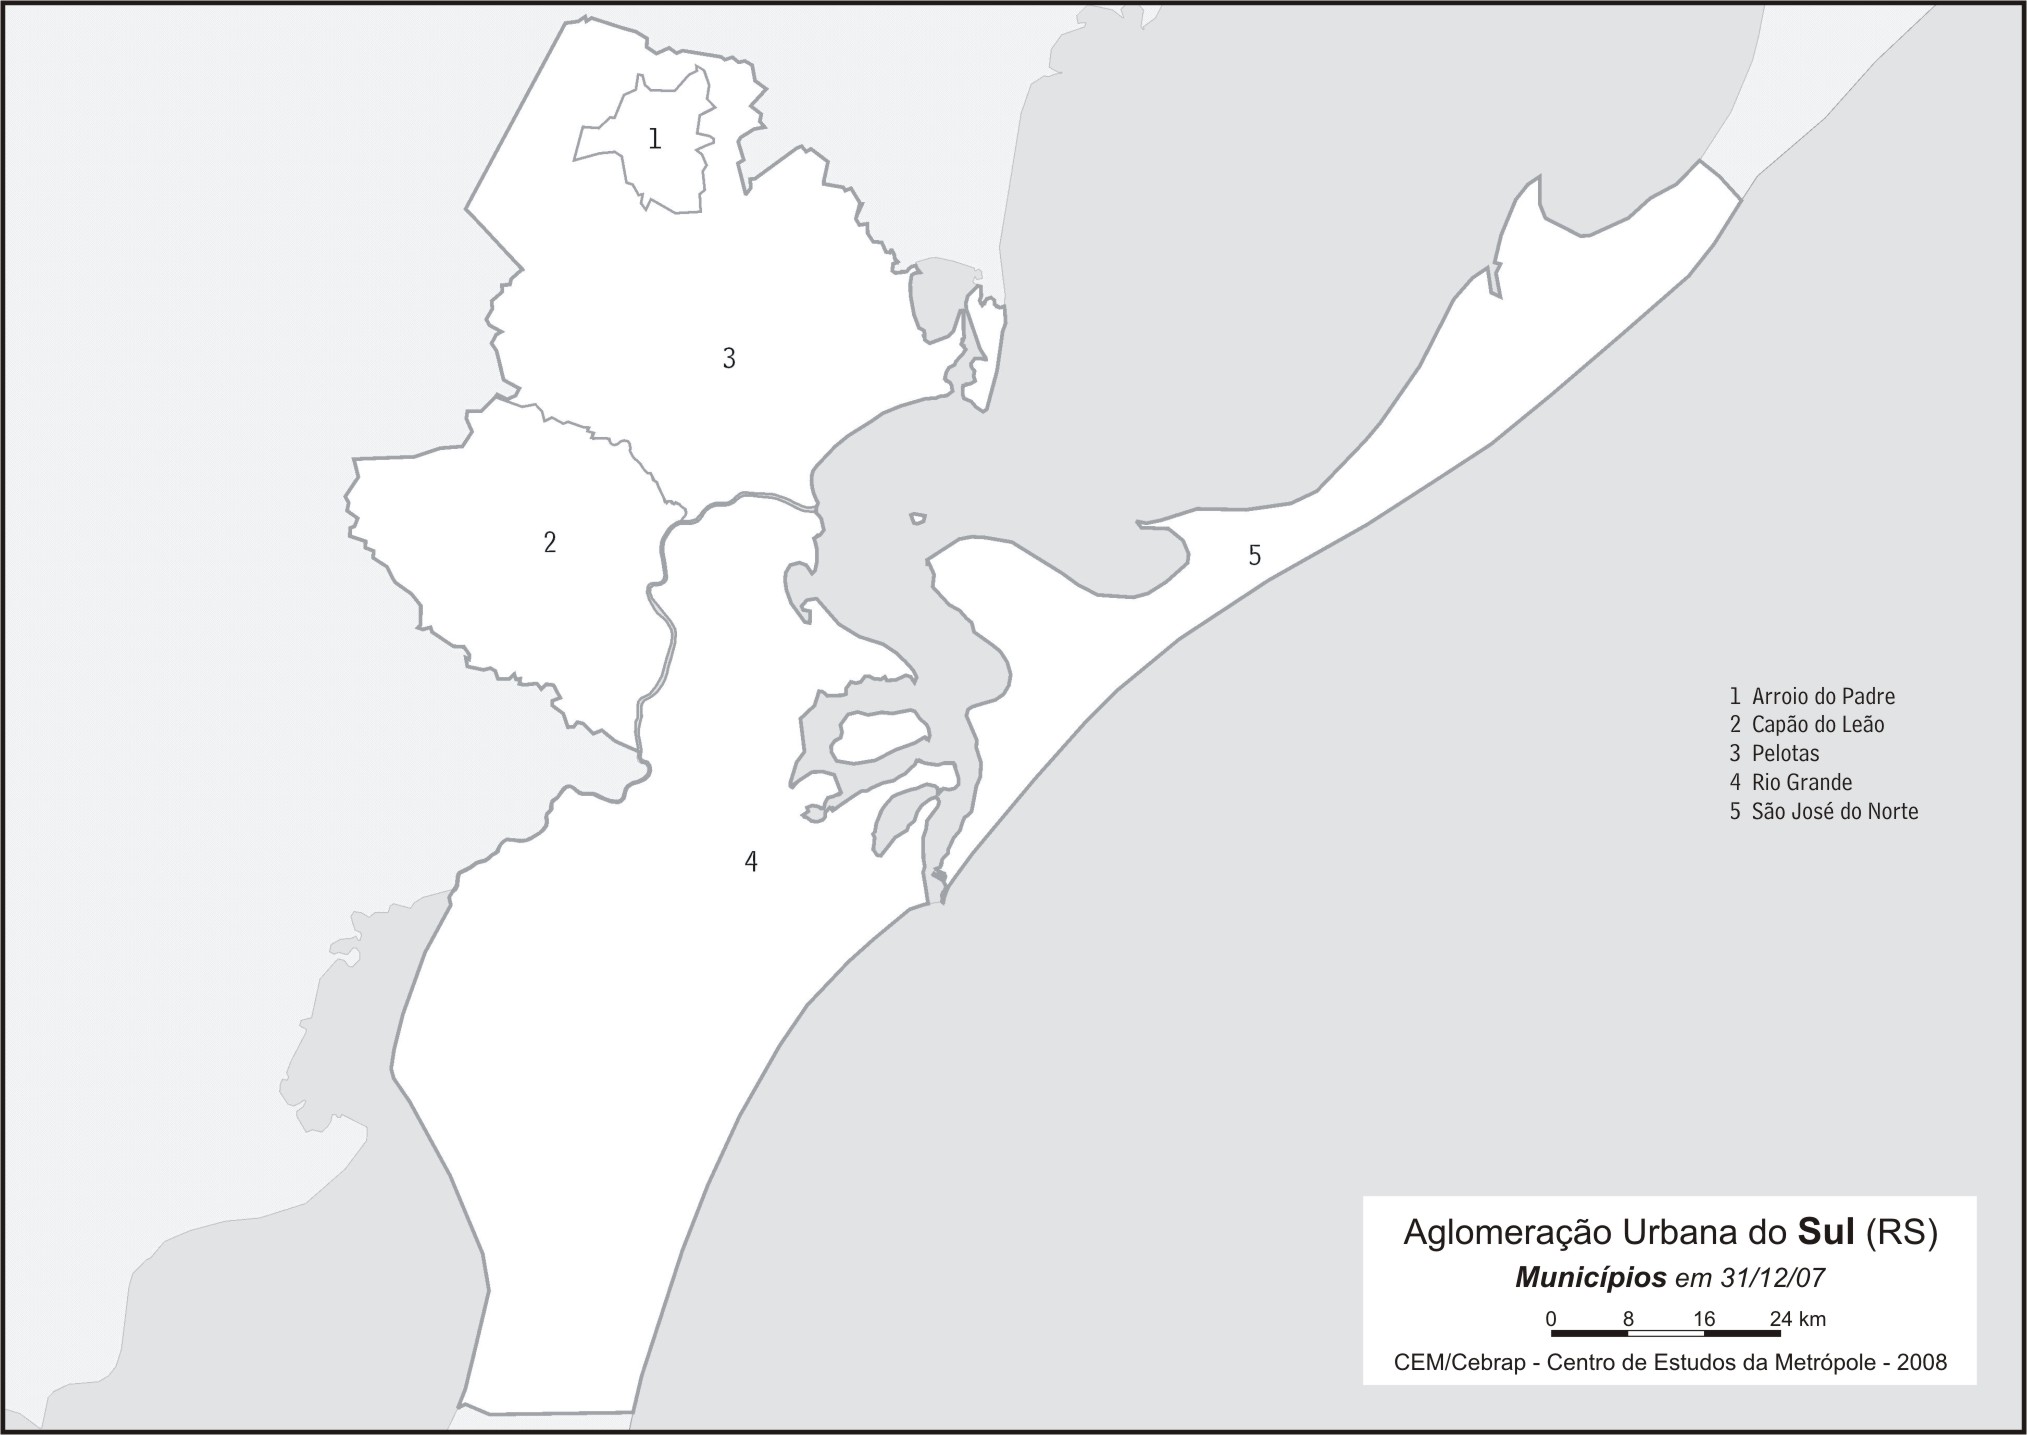 1
3
2
5
4
1 Arroio do Padre
2 Capão do Leão
3 Pelotas
4 Rio Grande
5 São José do Norte
Aglomeração Urbana do Sul (RS)
Municípios em 31/12/07
0 8 16 24 km
CEM/Cebrap - Centro de Estudos da Metrópole - 2008